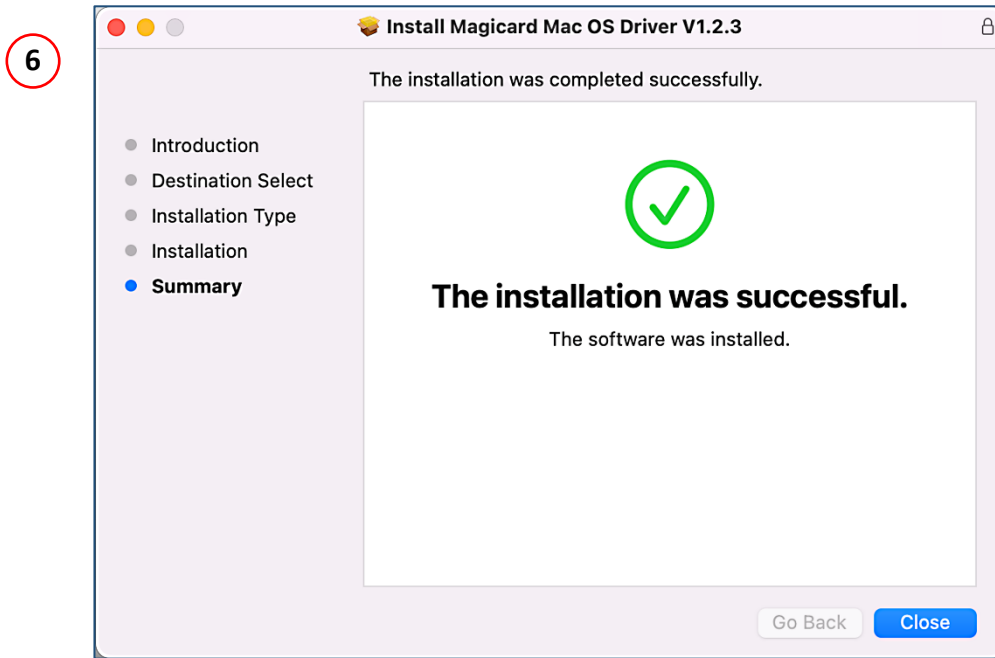 6
Install Magicard Mac OS Driver V1.2.3
The installation was completed successfully.
Introduction
Destination Select
Installation Type
Installation
Summary
The installation was successful.
The software was installed.
Go Back
Close